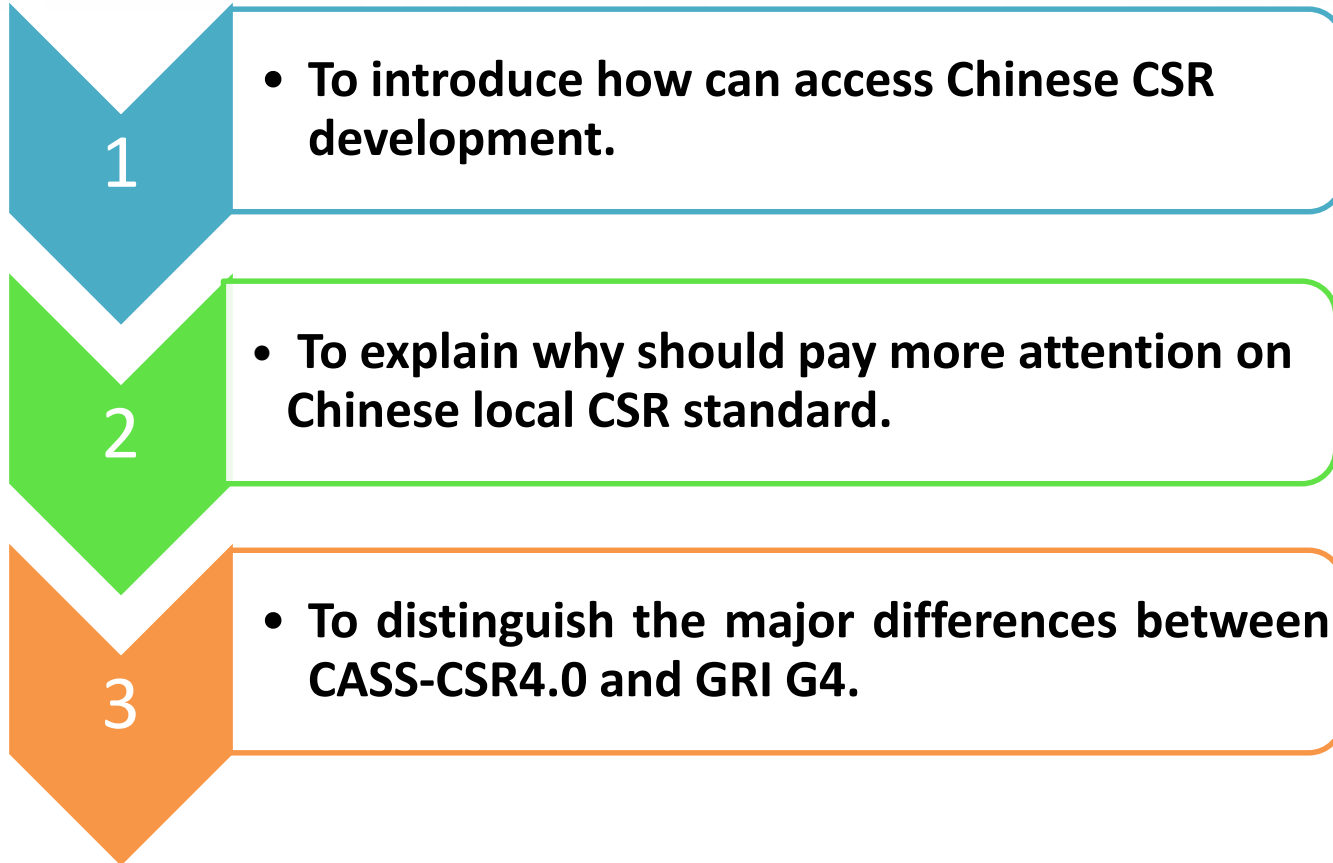 1
• To introduce how can access Chinese CSR
development.
2
• To explain why should pay more attention on
Chinese local CSR standard.
3
• To distinguish the major differences between
CASS-CSR4.0 and GRI G4.